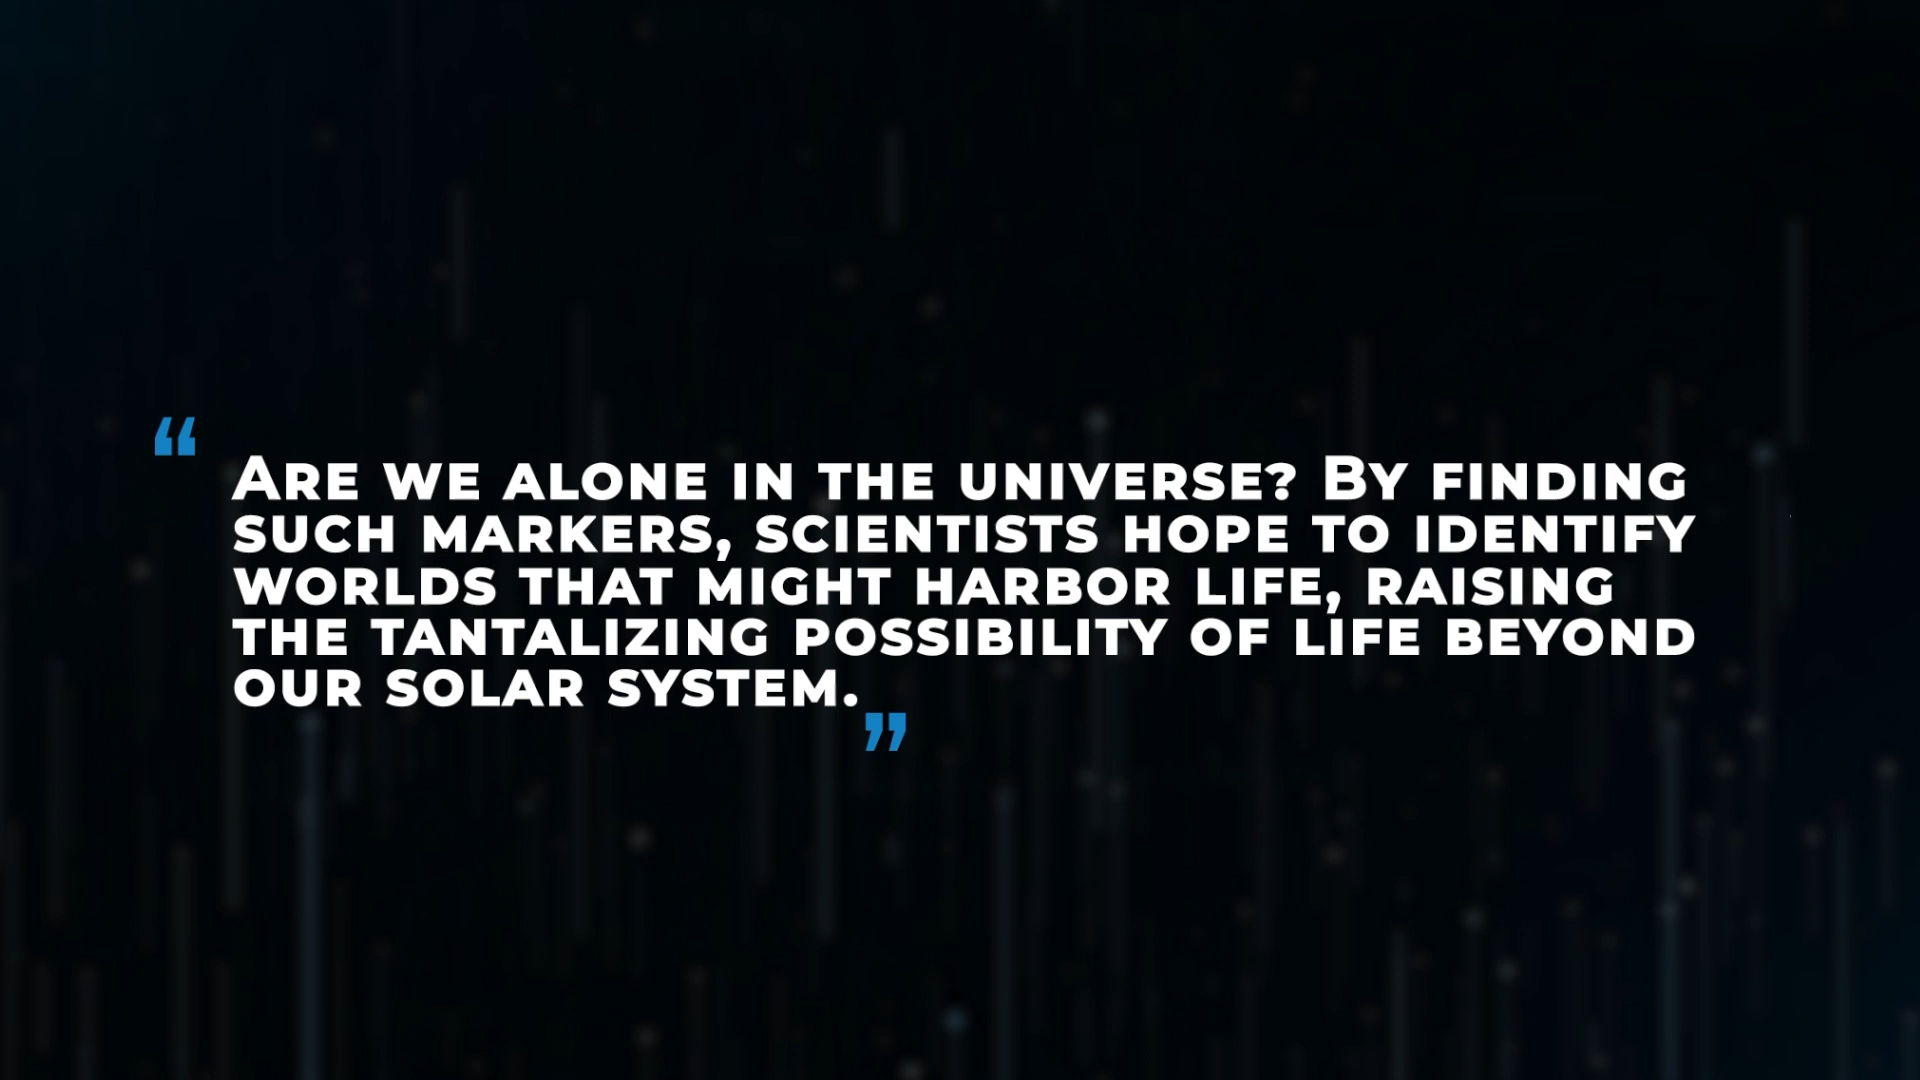 “ Are we alone in the universe? By finding
such markers, scientists hope to identify
worlds that might harbor life, raising
the tantalizing possibility of life beyond
our solar system. ”